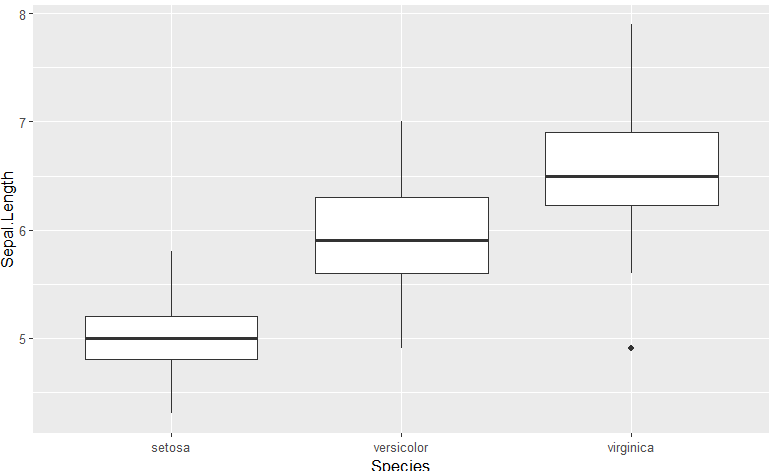 8
7
6
5
Sepal.Length
setosa
versicolor
virginica
Species